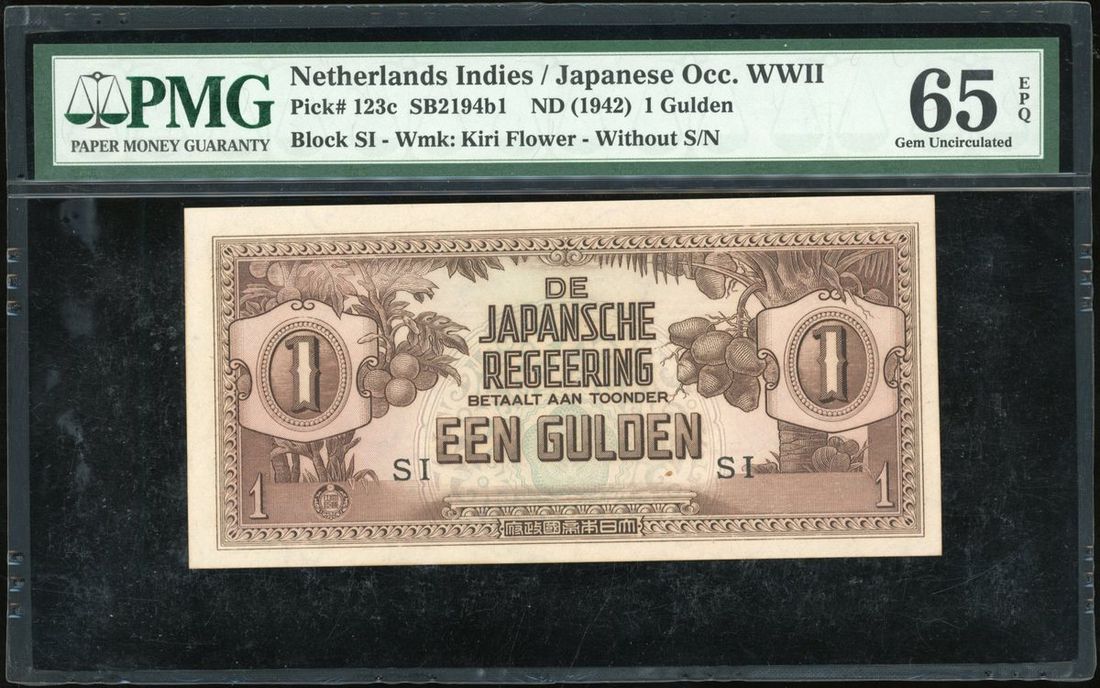 PMG
PAPER MONEY GUARANTY
Netherlands Indies / Japanese Occ. WWII
Pick# 123c SB2194b1 ND (1942) 1 Gulden
Block SI - Wmk: Kiri Flower - Without S/N
65 EPQ
Gem Uncirculated
DE
JAPANSCHE
REGEERING
BETAALT AAN TOONDER
EEN GULDEN
1 1
SI SI
1 1
府政國帝本日大